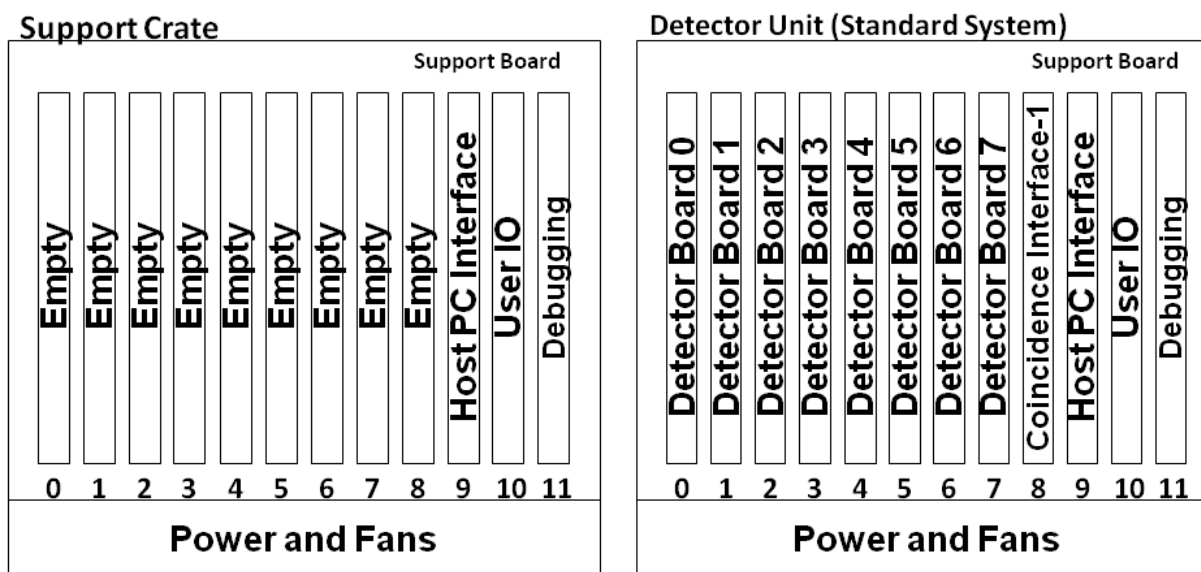 Support Crate
Support Board
Empty
Empty
Empty
Empty
Empty
Empty
Empty
Empty
Empty
Host PC Interface
User IO
Debugging
0 1 2 3 4 5 6 7 8 9 10 11
Power and Fans
Detector Unit (Standard System)
Support Board
Detector Board 0
Detector Board 1
Detector Board 2
Detector Board 3
Detector Board 4
Detector Board 5
Detector Board 6
Detector Board 7
Coincidence Interface-1
Host PC Interface
User IO
Debugging
0 1 2 3 4 5 6 7 8 9 10 11
Power and Fans